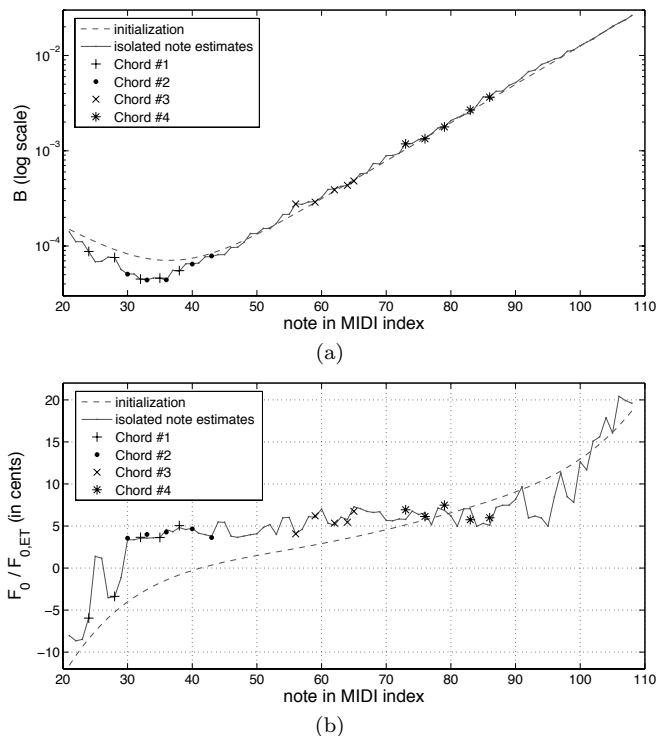 initialization
isolated note estimates
Chord #1
Chord #2
Chord #3
Chord #4
B (log scale)
10⁻²
10⁻³
10⁻⁴
20 30 40 50 60 70 80 90 100 110
note in MIDI index
(a)
initialization
isolated note estimates
Chord #1
Chord #2
Chord #3
Chord #4
F₀ / F₀,ET (in cents)
20
15
10
5
0
−5
−10
20 30 40 50 60 70 80 90 100 110
note in MIDI index
(b)